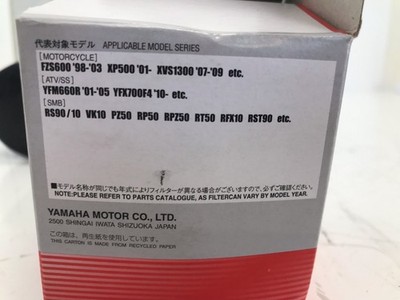 代表対象モデル APPLICABLE MODEL SERIES
[MOTORCYCLE]
FZS600 '98-'03 XP500 '01- XVS1300 '07-'09 etc.
[ATV/SS]
YFM660R '01-'05 YFX700F4 '10- etc.
[SMB]
RS90/10 VK10 PZ50 RP50 RPZ50 RT50 RFX10 RST90 etc.
■モデル名称が同じでも年式によりフィルターが異なる場合がございますので、必ずご確認ください。
NOTE:PLEASE REFER TO PARTS CATALOGUE, AS FILTERCAN VARY BY MODEL YEAR.
YAMAHA MOTOR CO., LTD.
2500 SHINGAI IWATA SHIZUOKA JAPAN
この箱は、再生紙を使用しています。
THIS CARTON IS MADE FROM RECYCLED PAPER